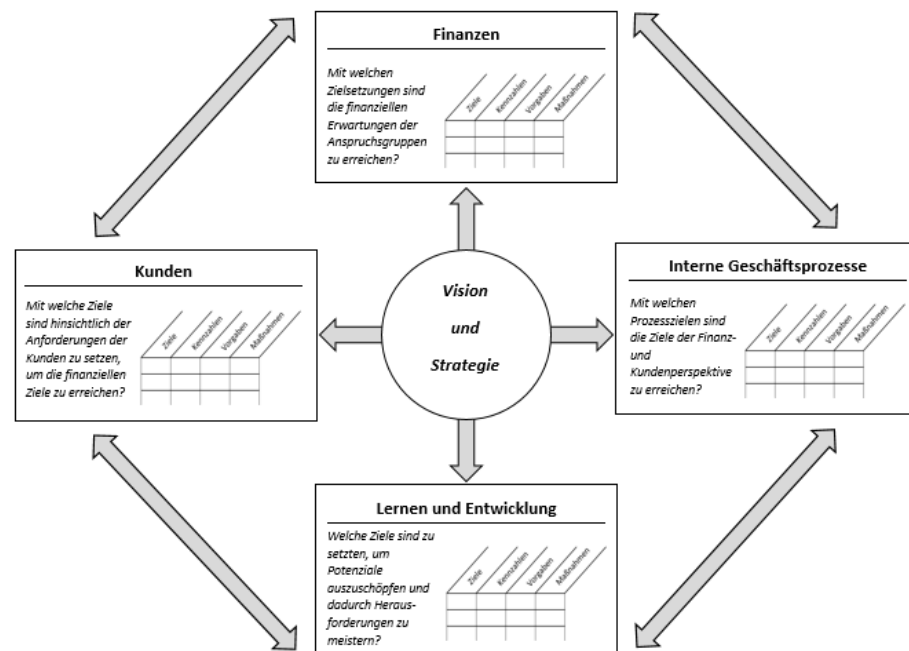 Finanzen
Mit welchen
Zielsetzungen sind
die finanziellen
Erwartungen der
Anspruchsgruppen
zu erreichen?
Ziele
Kennzahlen
Vorgaben
Maßnahmen
Kunden
Mit welche Ziele
sind hinsichtlich der
Anforderungen der
Kunden zu setzen,
um die finanziellen
Ziele zu erreichen?
Ziele
Kennzahlen
Vorgaben
Maßnahmen
Vision
und
Strategie
Interne Geschäftsprozesse
Mit welchen
Prozesszielen sind
die Ziele der Finanz-
und
Kundenperspektive
zu erreichen?
Ziele
Kennzahlen
Vorgaben
Maßnahmen
Lernen und Entwicklung
Welche Ziele sind zu
setzten, um
Potenziale
auszuschöpfen und
dadurch Heraus-
forderungen zu
meistern?
Ziele
Kennzahlen
Vorgaben
Maßnahmen